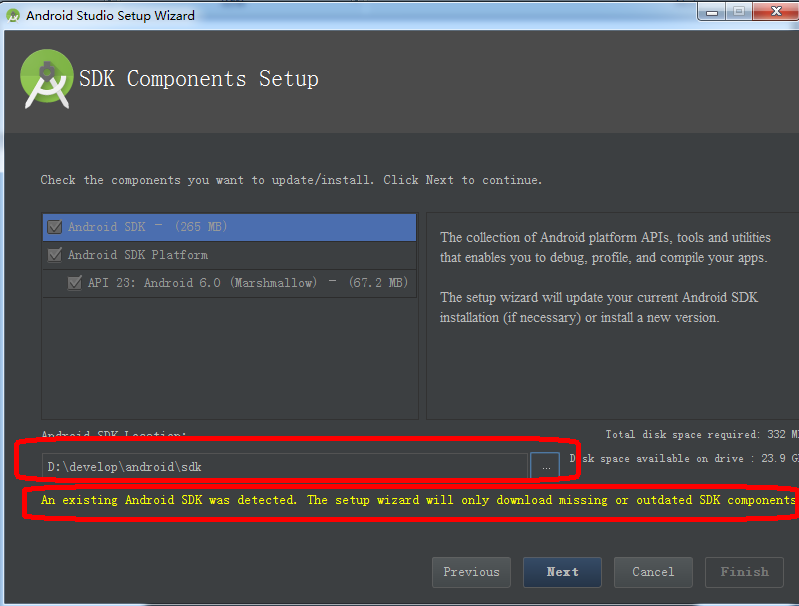 Android Studio Setup Wizard
SDK Components Setup
Check the components you want to update/install. Click Next to continue.
Android SDK - (265 MB)
Android SDK Platform
API 23: Android 6.0 (Marshmallow) - (67.2 MB)
The collection of Android platform APIs, tools and utilities
that enables you to debug, profile, and compile your apps.
The setup wizard will update your current Android SDK
installation (if necessary) or install a new version.
Android SDK Location:
Total disk space required: 332 M
D:\develop\android\sdk
...
Disk space available on drive : 23.9 G
An existing Android SDK was detected. The setup wizard will only download missing or outdated SDK components
Previous
Next
Cancel
Finish